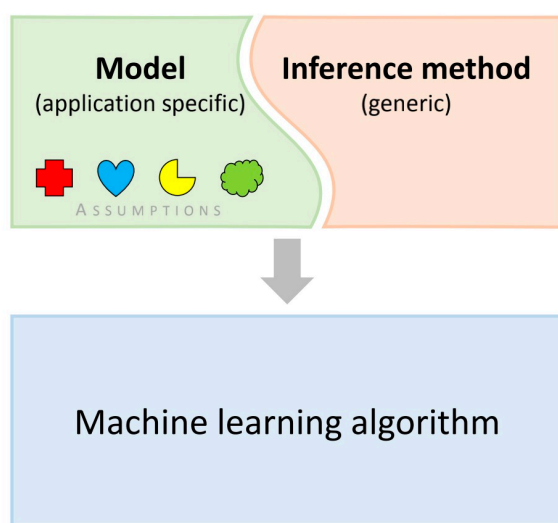 Model
(application specific)
Inference method
(generic)
ASSUMPTIONS
Machine learning algorithm